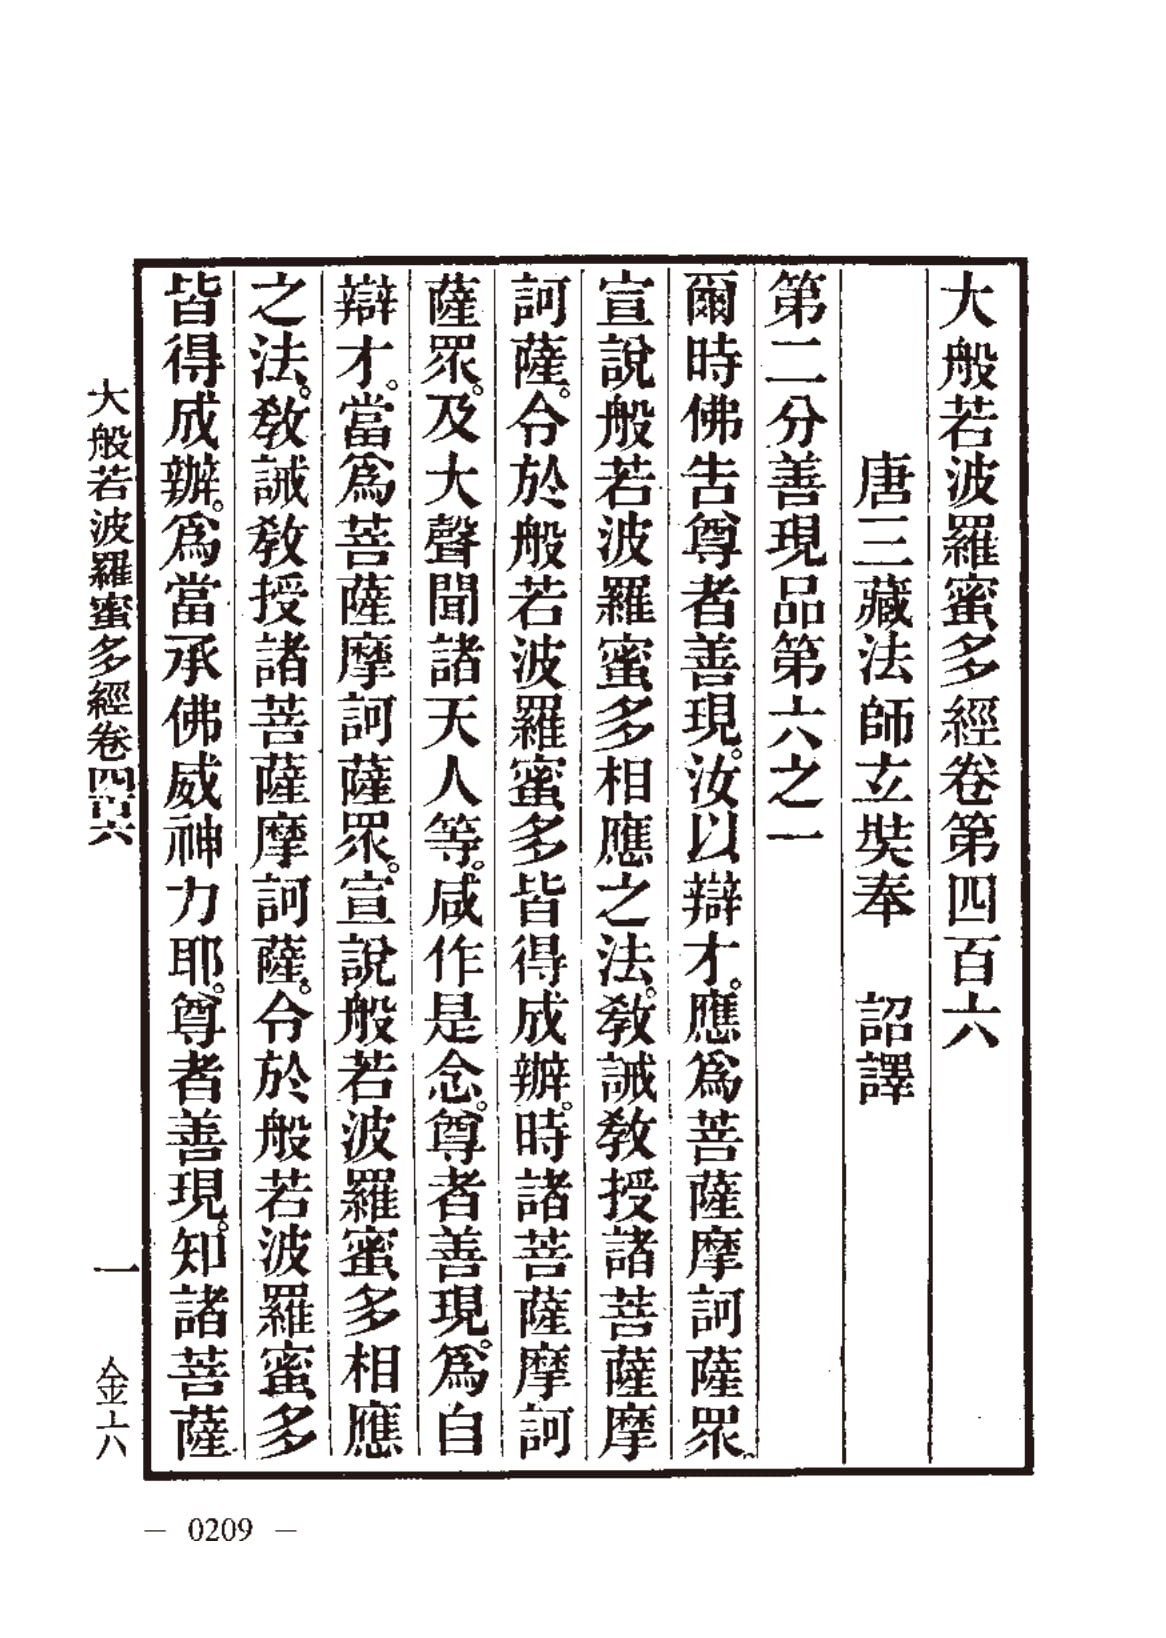 大般若波羅蜜多經卷第四百六
唐三藏法師玄奘奉　詔譯
第二分善現品第六之一
爾時佛告尊者善現。汝以辯才。應爲菩薩摩訶薩眾。
宣說般若波羅蜜多相應之法。教誡教授諸菩薩摩
訶薩。令於般若波羅蜜多皆得成辦。時諸菩薩摩訶
薩眾。及大聲聞諸天人等。咸作是念。尊者善現。爲自
辯才。當爲菩薩摩訶薩眾。宣說般若波羅蜜多相應
之法。教誡教授諸菩薩摩訶薩。令於般若波羅蜜多
皆得成辦。爲當承佛威神力耶。尊者善現。知諸菩薩
大般若波羅蜜多經卷四百六　一　金六
— 0209 —